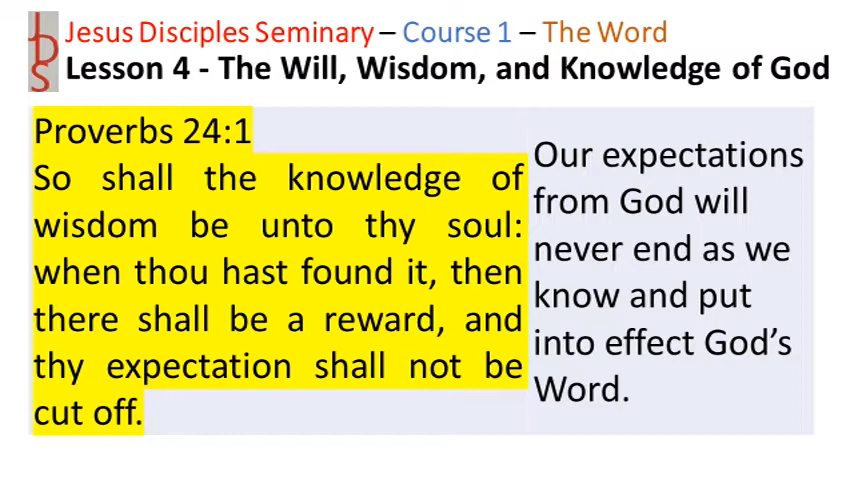 JDS
Jesus Disciples Seminary – Course 1 – The Word
Lesson 4 - The Will, Wisdom, and Knowledge of God
Proverbs 24:1
So shall the knowledge of
wisdom be unto thy soul:
when thou hast found it, then
there shall be a reward, and
thy expectation shall not be
cut off.
Our expectations
from God will
never end as we
know and put
into effect God’s
Word.